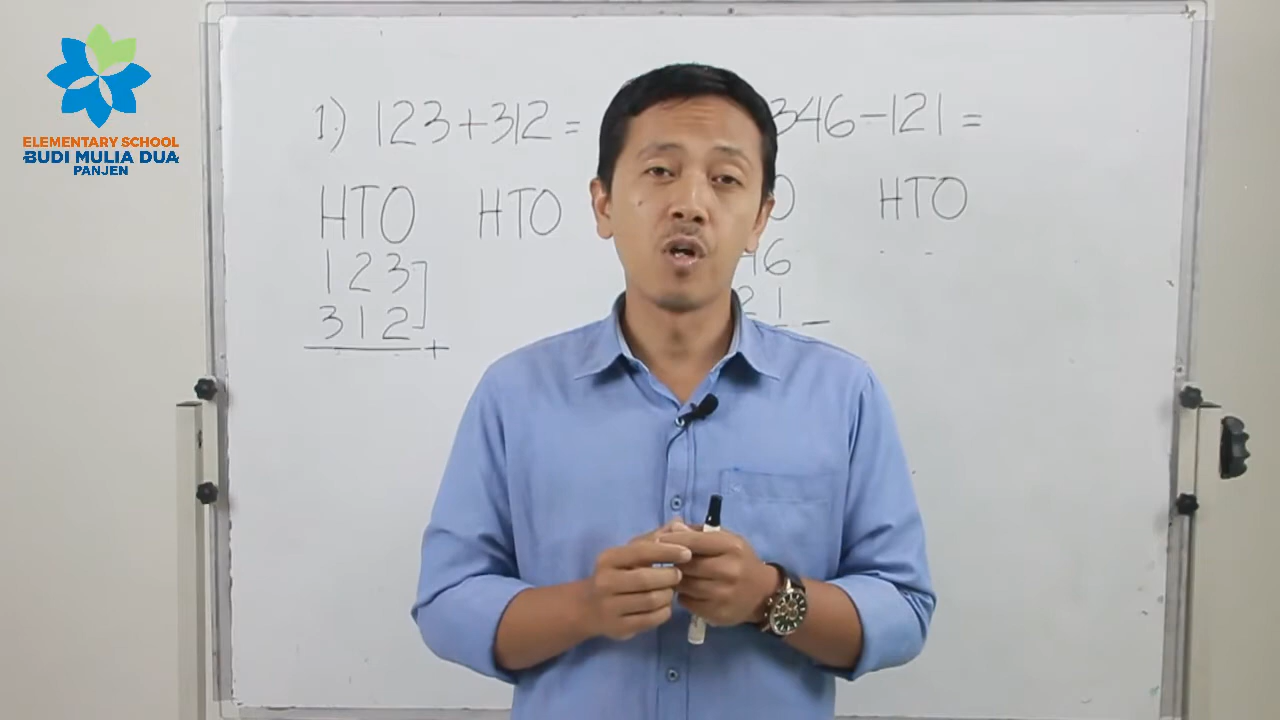 ELEMENTARY SCHOOL
BUDI MULIA DUA
PANJEN
1.) 123+312=
HTO HTO
123
312
+
346-121=
O HTO
46
21
-